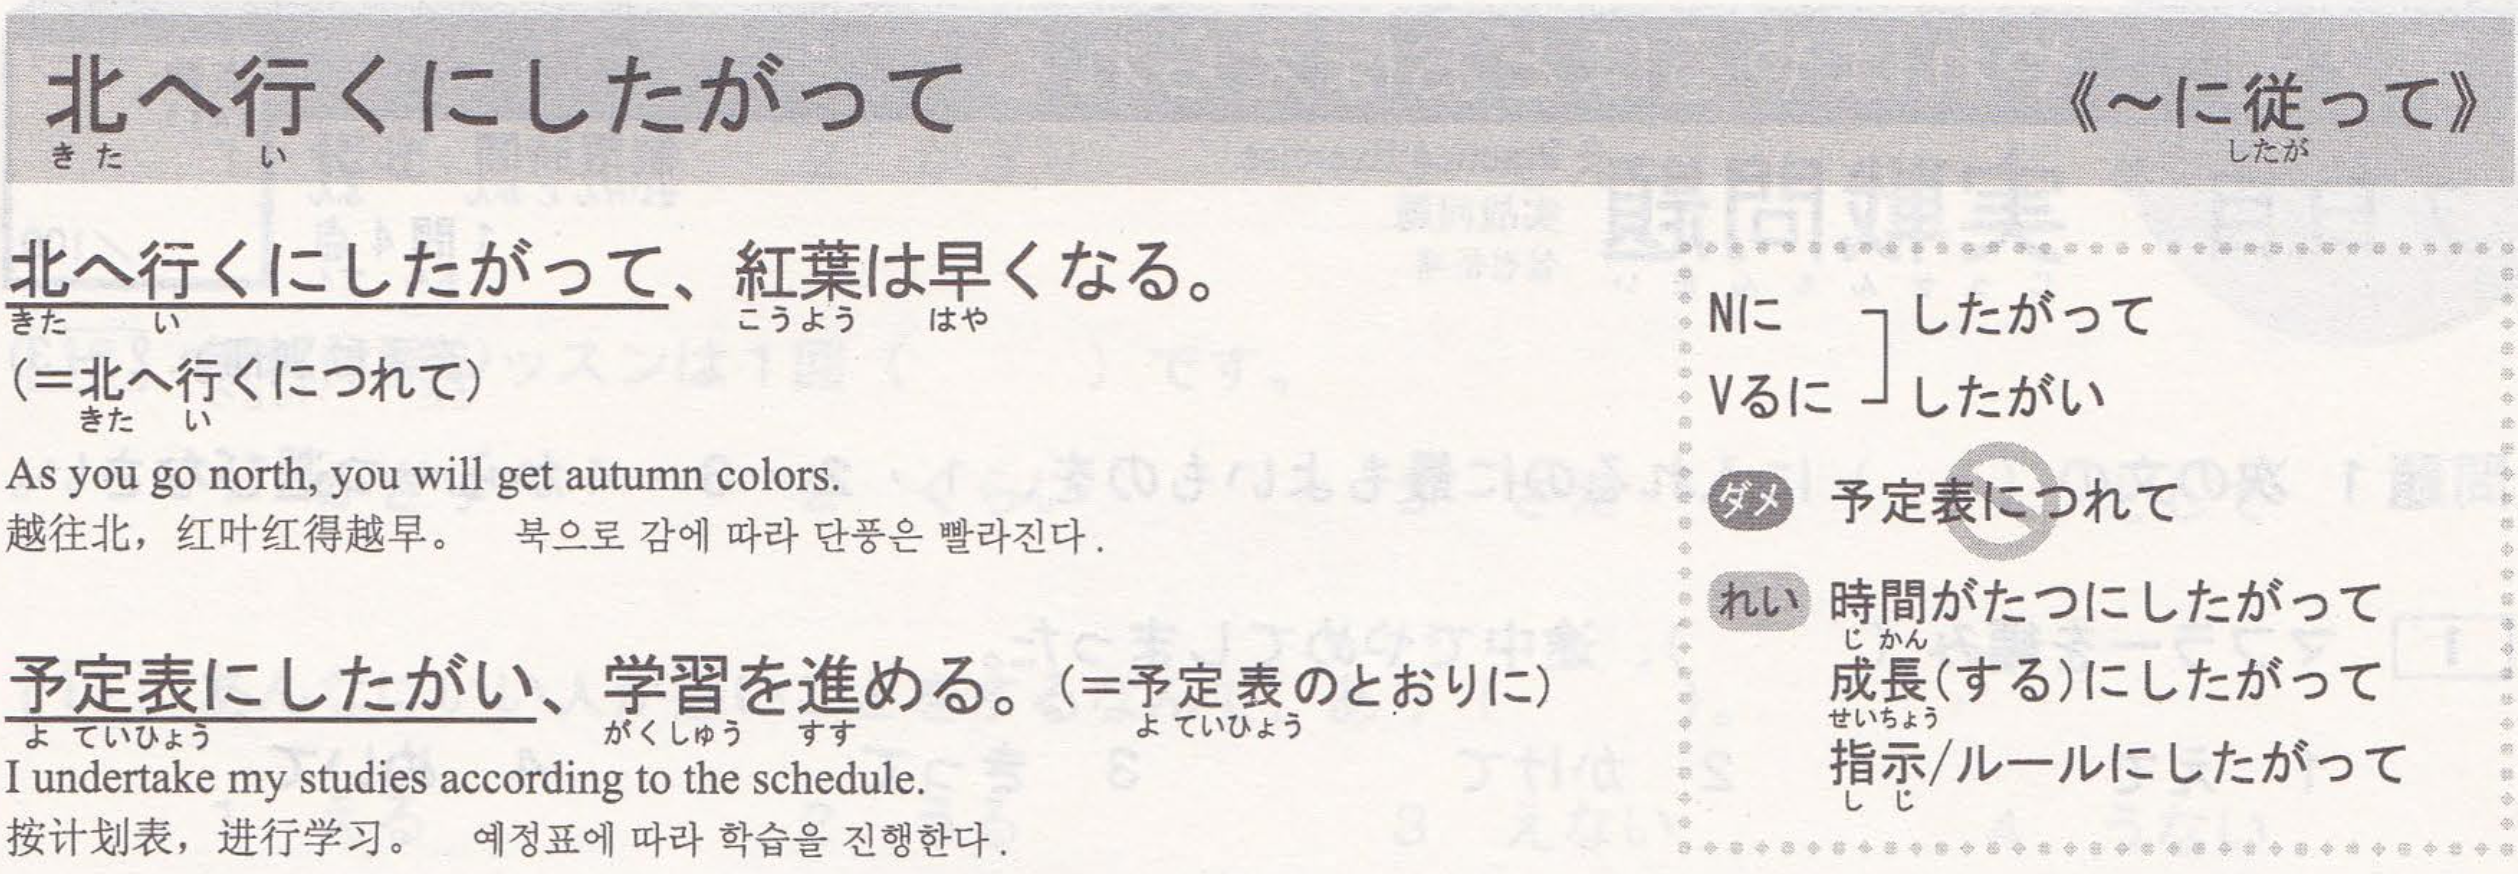 北へ行くにしたがって 《～に従って》
きた い したが
北へ行くにしたがって、紅葉は早くなる。
きた い こうよう はや
(=北へ行くにつれて)
きた い
As you go north, you will get autumn colors.
越往北，红叶红得越早。 북으로 감에 따라 단풍은 빨라진다.
予定表にしたがい、学習を進める。(=予定表のとおりに)
よ ていひょう がくしゅう すす よ ていひょう
I undertake my studies according to the schedule.
按计划表，进行学习。 예정표에 따라 학습을 진행한다.
Nに したがって
Vるに したがい
ダメ 予定表につれて
れい 時間がたつにしたがって
じ かん
成長(する)にしたがって
せいちょう
指示/ルールにしたがって
し じ